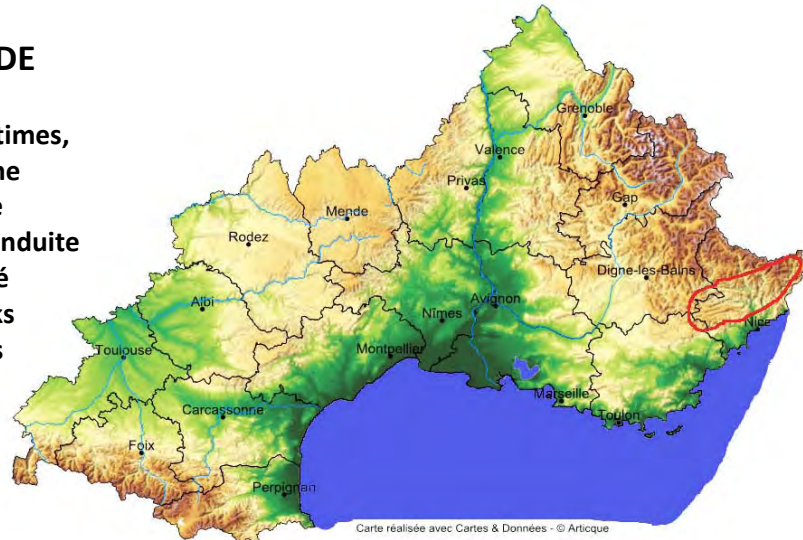 DE
times,
ne
e
nduite
é
ks
s
Grenoble
Valence
Privas
Gap
Mende
Rodez
Digne-les-Bains
Albi
Avignon
Nîmes
Nice
Toulouse
Montpellier
Marseille
Carcassonne
Toulon
Foix
Perpignan
Carte réalisée avec Cartes & Données - © Articque